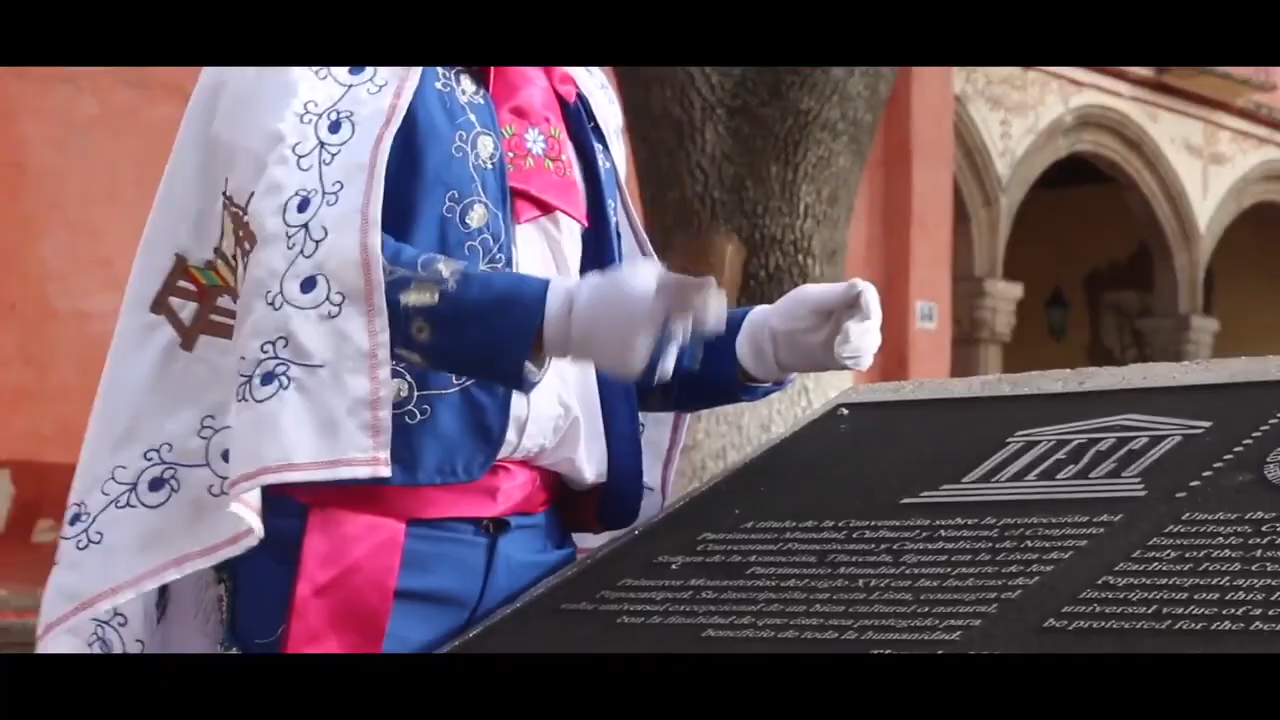 UNESCO
A título de la Convención sobre la protección del
Patrimonio Mundial, Cultural y Natural, el Conjunto
Conventual Franciscano y Catedralicio de Nuestra
Señora de la Asunción, Tlaxcala, figura en la Lista del
Patrimonio Mundial como parte de los
Primeros Monasterios del siglo XVI en las laderas del
Popocatépetl. Su inscripción en esta Lista, consagra el
valor universal excepcional de un bien cultural o natural,
con la finalidad de que éste sea protegido para
beneficio de toda la humanidad.
Under the
Heritage,
Ensemble of
Lady of the
Earliest 16th-
Popocatepetl,
inscription on this
universal value of a
be protected for the